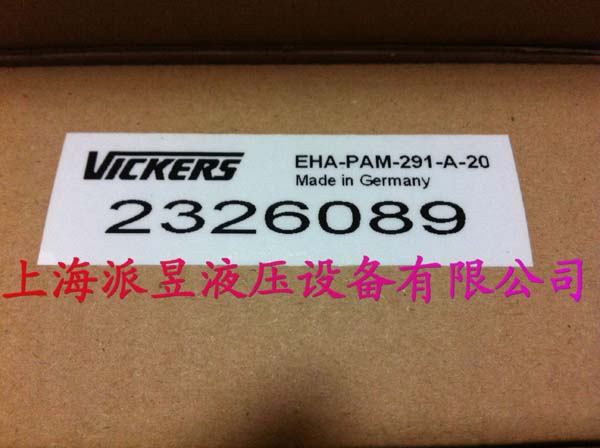 VICKERS
EHA-PAM-291-A-20
Made in Germany
2326089
上海派昱液压设备有限公司